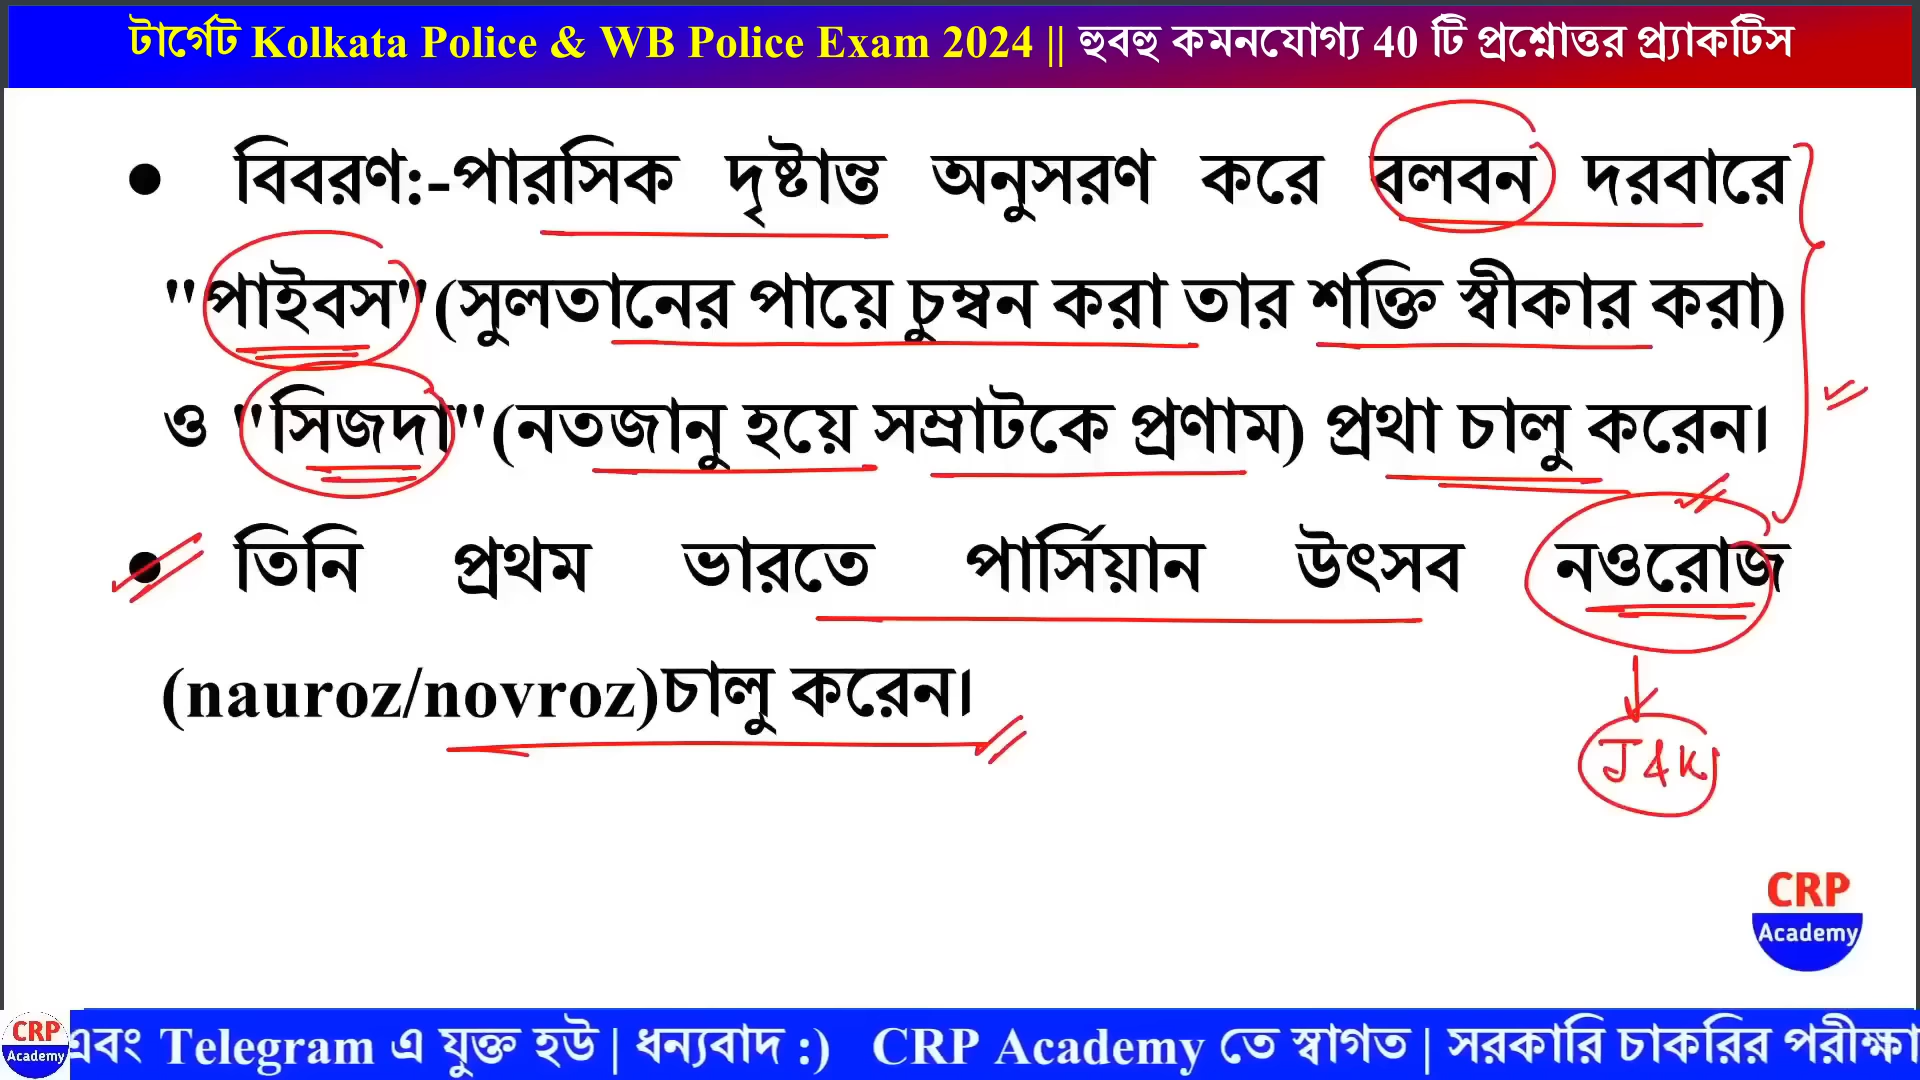 টার্গেট Kolkata Police & WB Police Exam 2024 || হুবহু কমনযোগ্য 40 টি প্রশ্নোত্তর প্র্যাকটিস
● বিবরণ:-পারসিক দৃষ্টান্ত অনুসরণ করে বলবন দরবারে
"পাইবস"(সুলতানের পায়ে চুম্বন করা তার শক্তি স্বীকার করা)
ও "সিজদা"(নতজানু হয়ে সম্রাটকে প্রণাম) প্রথা চালু করেন।
● তিনি প্রথম ভারতে পার্সিয়ান উৎসব নওরোজ
(nauroz/novroz)চালু করেন।
J&K
CRP
Academy
CRP
Academy
এবং Telegram এ যুক্ত হউ | ধন্যবাদ :) CRP Academy তে স্বাগত | সরকারি চাকরির পরীক্ষা